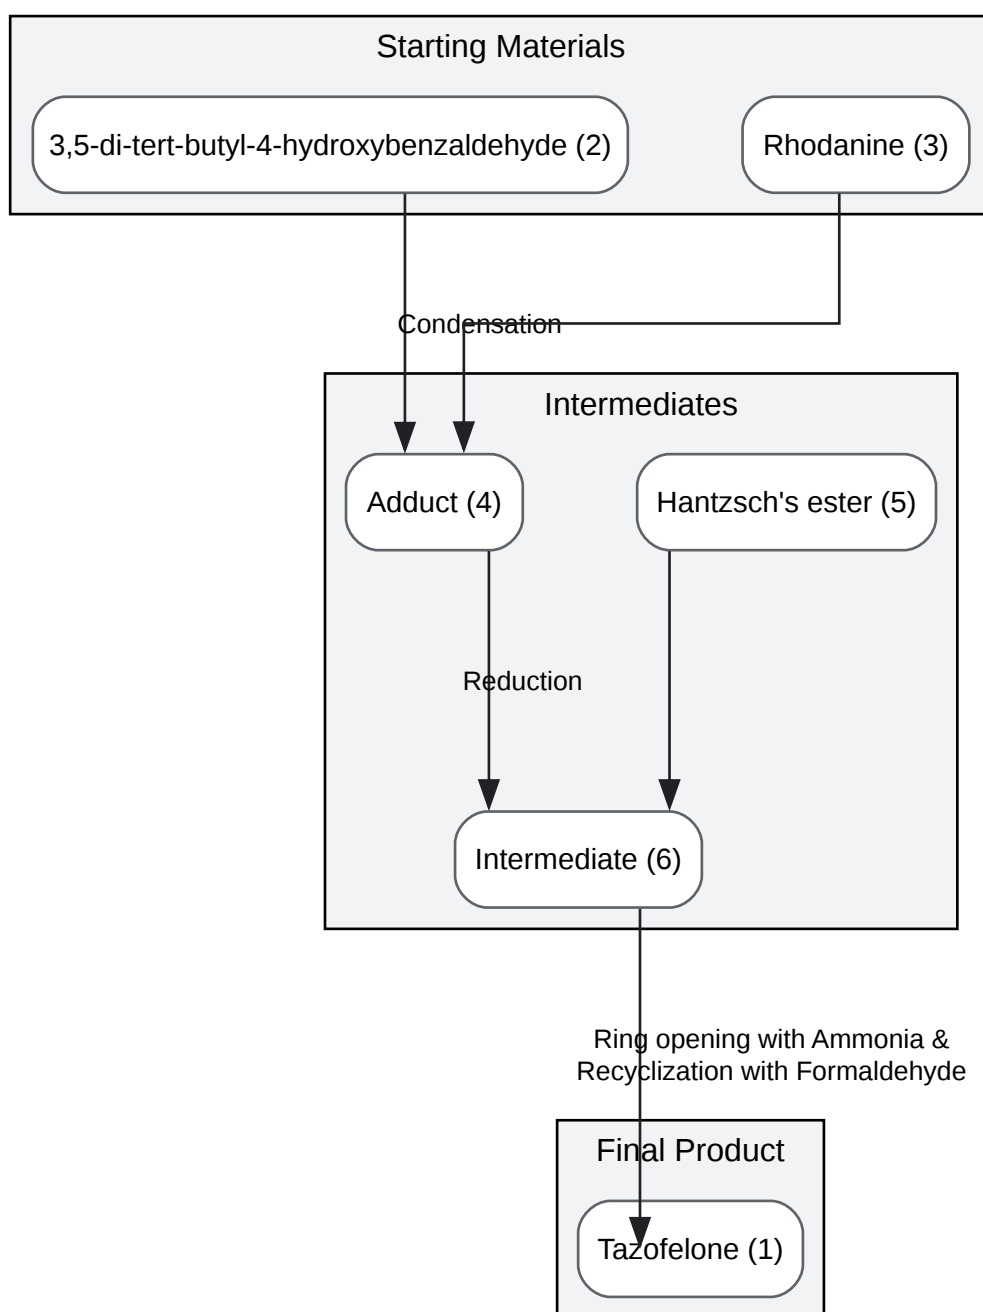 Starting Materials
3,5-di-tert-butyl-4-hydroxybenzaldehyde (2)
Rhodanine (3)
Condensation
Intermediates
Adduct (4)
Hantzsch's ester (5)
Reduction
Intermediate (6)
Ring opening with Ammonia &
Recyclization with Formaldehyde
Final Product
Tazofelone (1)